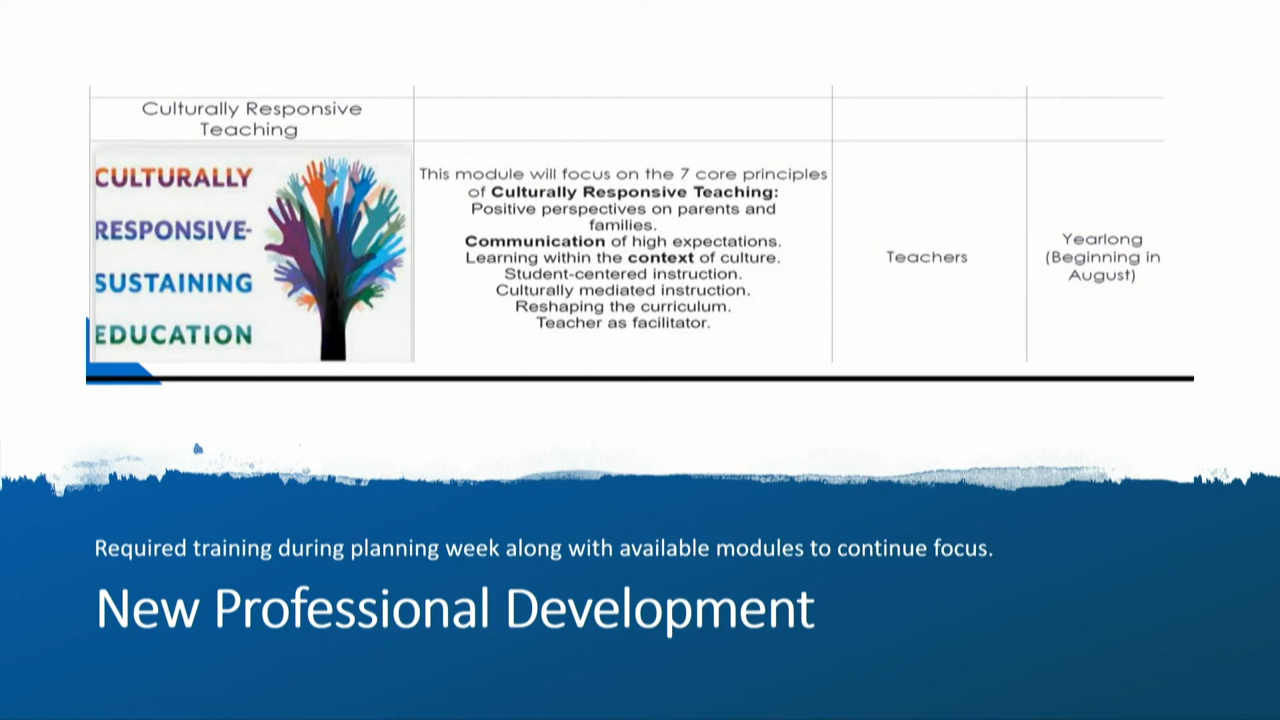 Culturally Responsive
Teaching
CULTURALLY
RESPONSIVE-
SUSTAINING
EDUCATION
This module will focus on the 7 core principles
of Culturally Responsive Teaching:
Positive perspectives on parents and
families.
Communication of high expectations.
Learning within the context of culture.
Student-centered instruction.
Culturally mediated instruction.
Reshaping the curriculum.
Teacher as facilitator.
Teachers
Yearlong
(Beginning in
August)
Required training during planning week along with available modules to continue focus.
New Professional Development